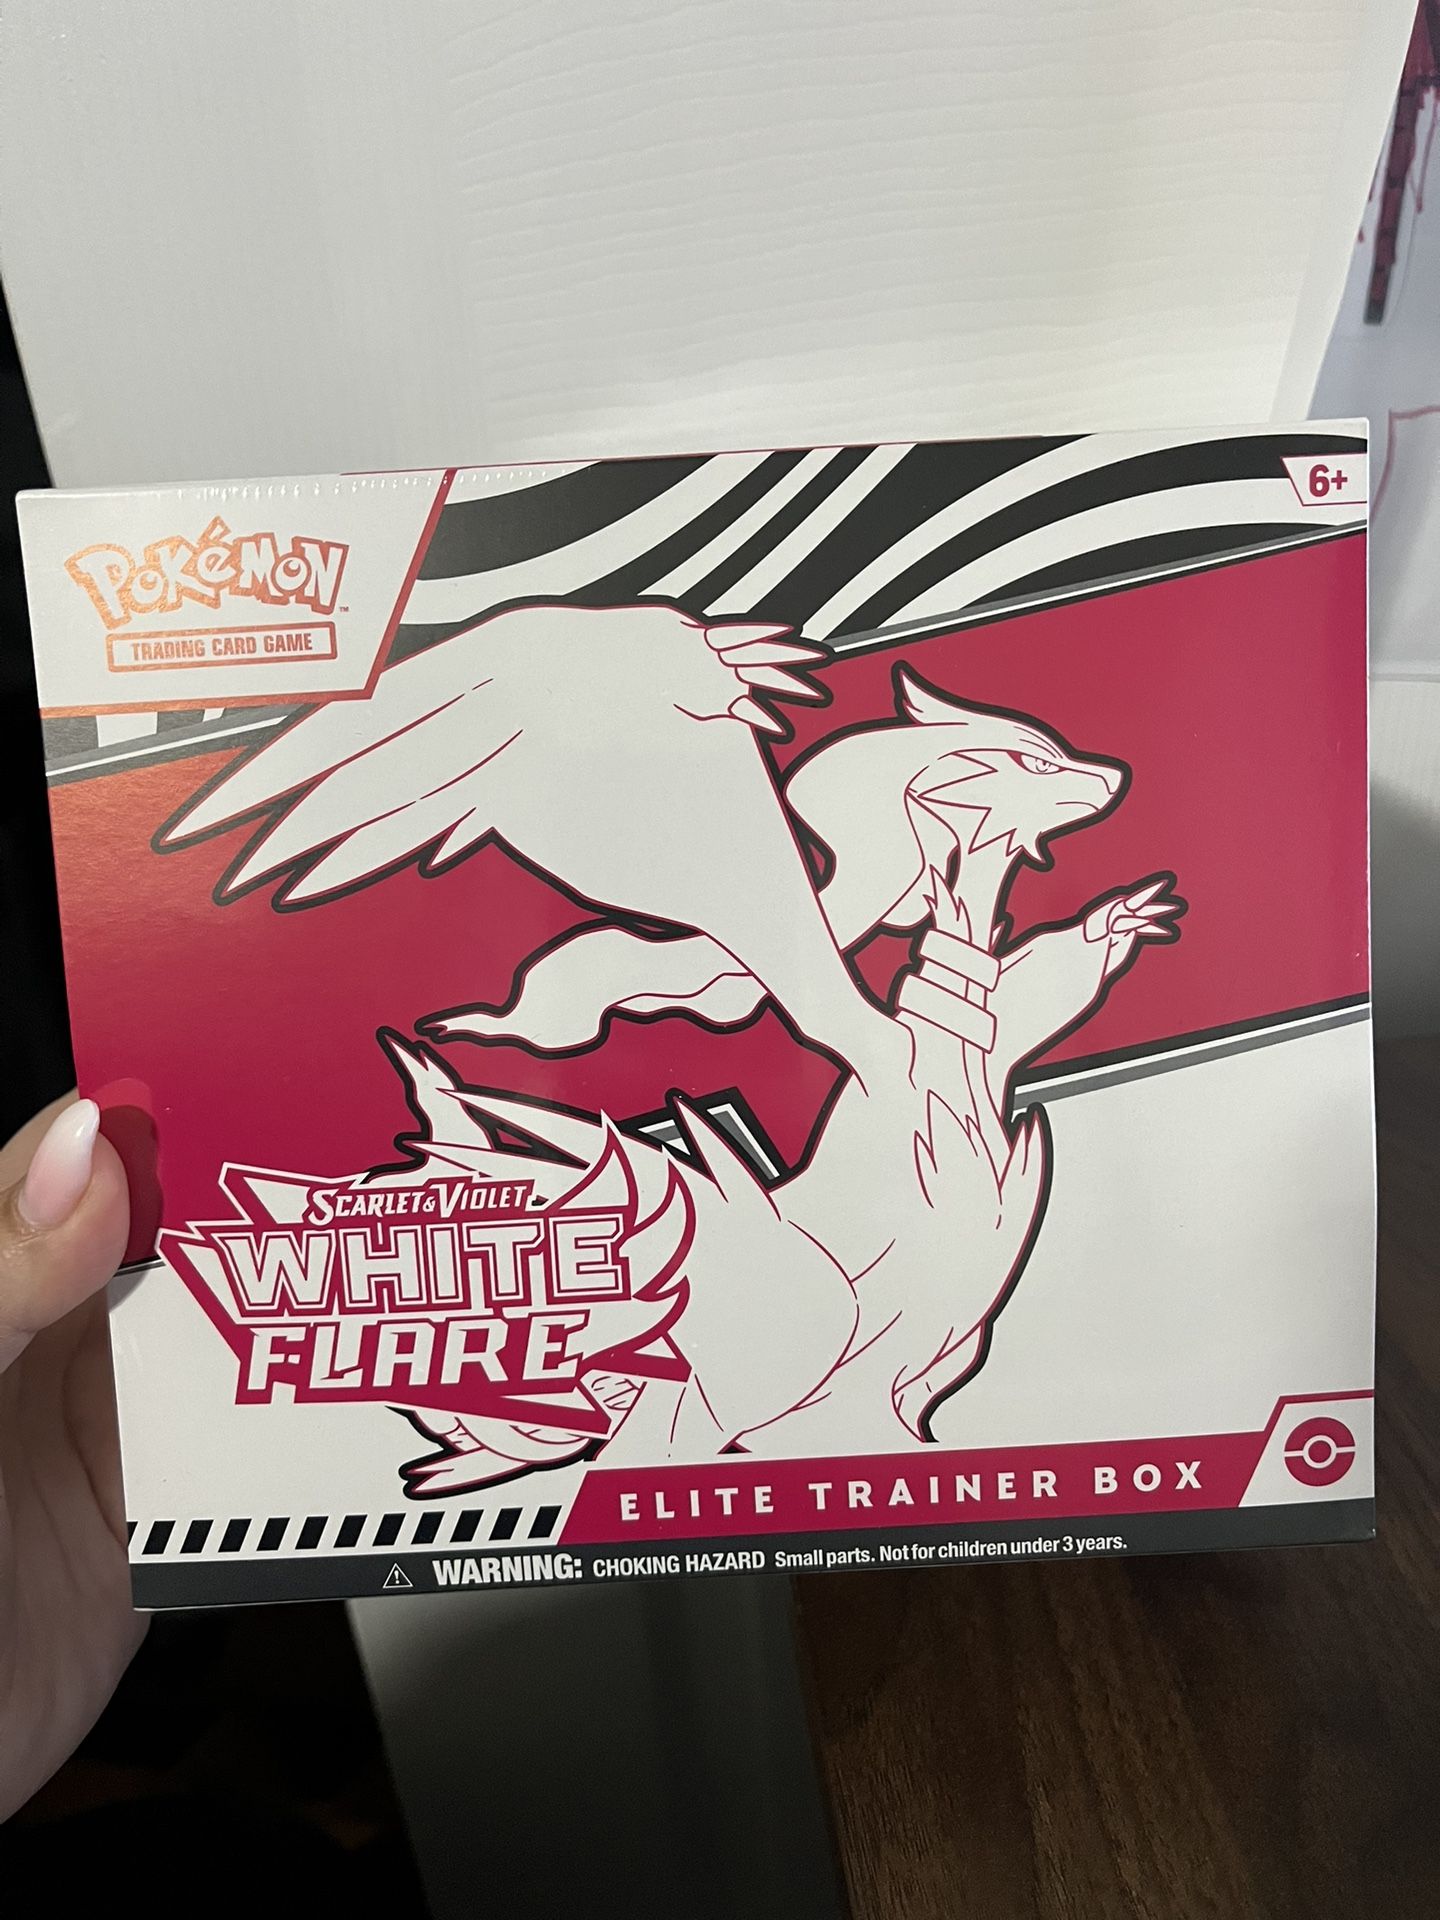 6+
POKéMON™
TRADING CARD GAME
SCARLET & VIOLET
WHITE
FLARE
ELITE TRAINER BOX
WARNING: CHOKING HAZARD Small parts. Not for children under 3 years.